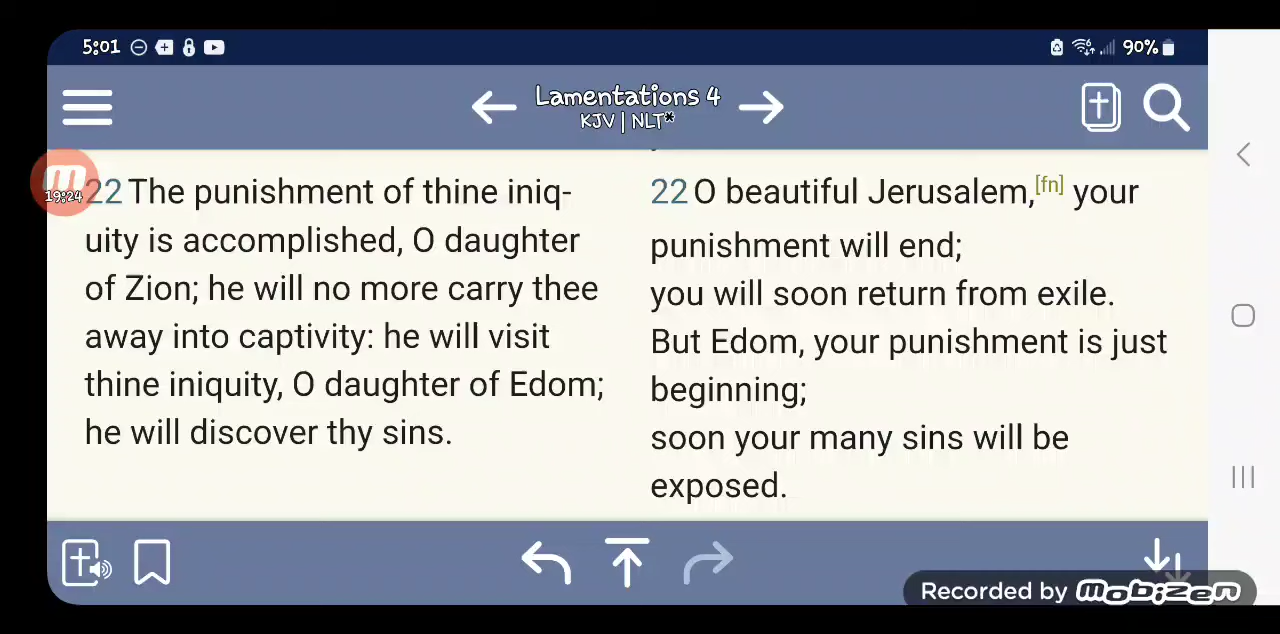 5:01
90%
Lamentations 4
KJV | NLT*
19:24
22 The punishment of thine iniq-
uity is accomplished, O daughter
of Zion; he will no more carry thee
away into captivity: he will visit
thine iniquity, O daughter of Edom;
he will discover thy sins.
22 O beautiful Jerusalem,[fn] your
punishment will end;
you will soon return from exile.
But Edom, your punishment is just
beginning;
soon your many sins will be
exposed.
Recorded by Mobizen